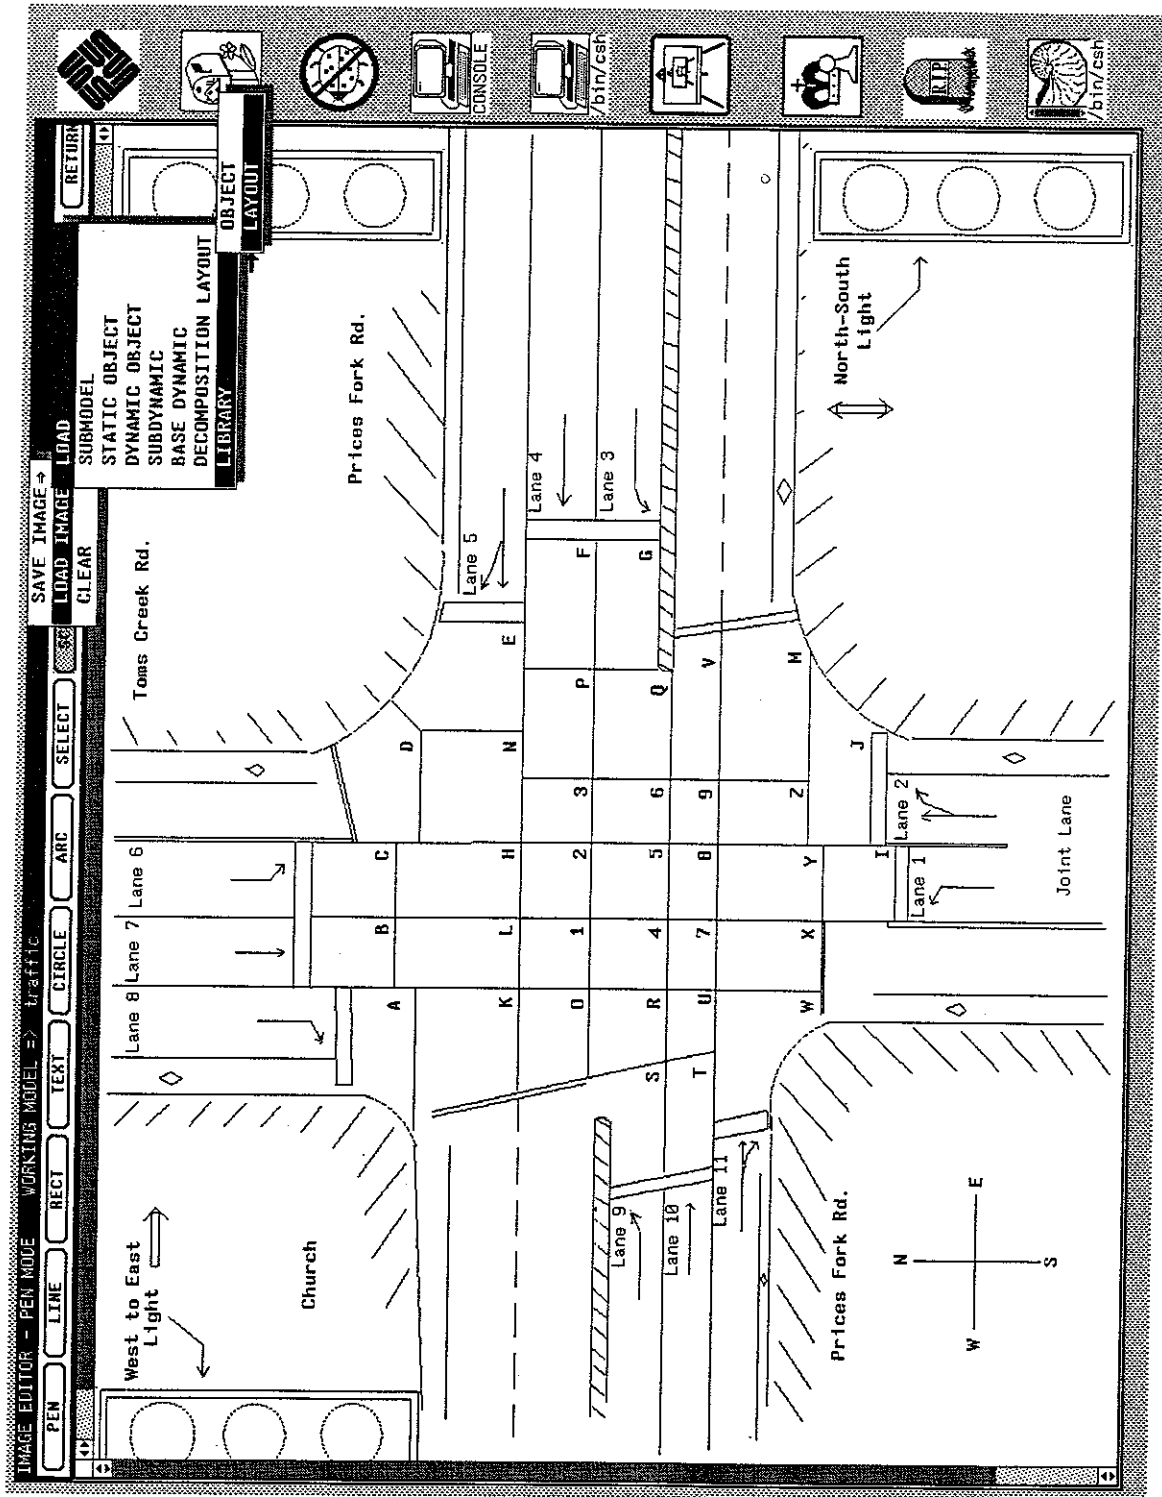 IMAGE EDITOR - PEN MODE WORKING MODEL => traffic
PEN
LINE
RECT
TEXT
CIRCLE
ARC
SELECT
RETURN
SAVE IMAGE →
LOAD IMAGE
CLEAR
LOAD
SUBMODEL
STATIC OBJECT
DYNAMIC OBJECT
SUBDYNAMIC
BASE DYNAMIC
DECOMPOSITION LAYOUT
LIBRARY
OBJECT
LAYOUT
CONSOLE
/bin/csh
R I P
/bin/csh
West to East
Light
Church
Lane 8
Lane 7
Lane 6
Toms Creek Rd.
Prices Fork Rd.
Lane 5
Lane 4
Lane 3
A
B
C
D
E
F
G
K
L
H
N
P
Q
O
1
2
3
R
4
5
6
S
T
U
7
8
9
V
M
W
X
Y
Z
I
J
Lane 9
Lane 10
Lane 11
Lane 1
Lane 2
Joint Lane
North-South
Light
Prices Fork Rd.
N
W
E
S